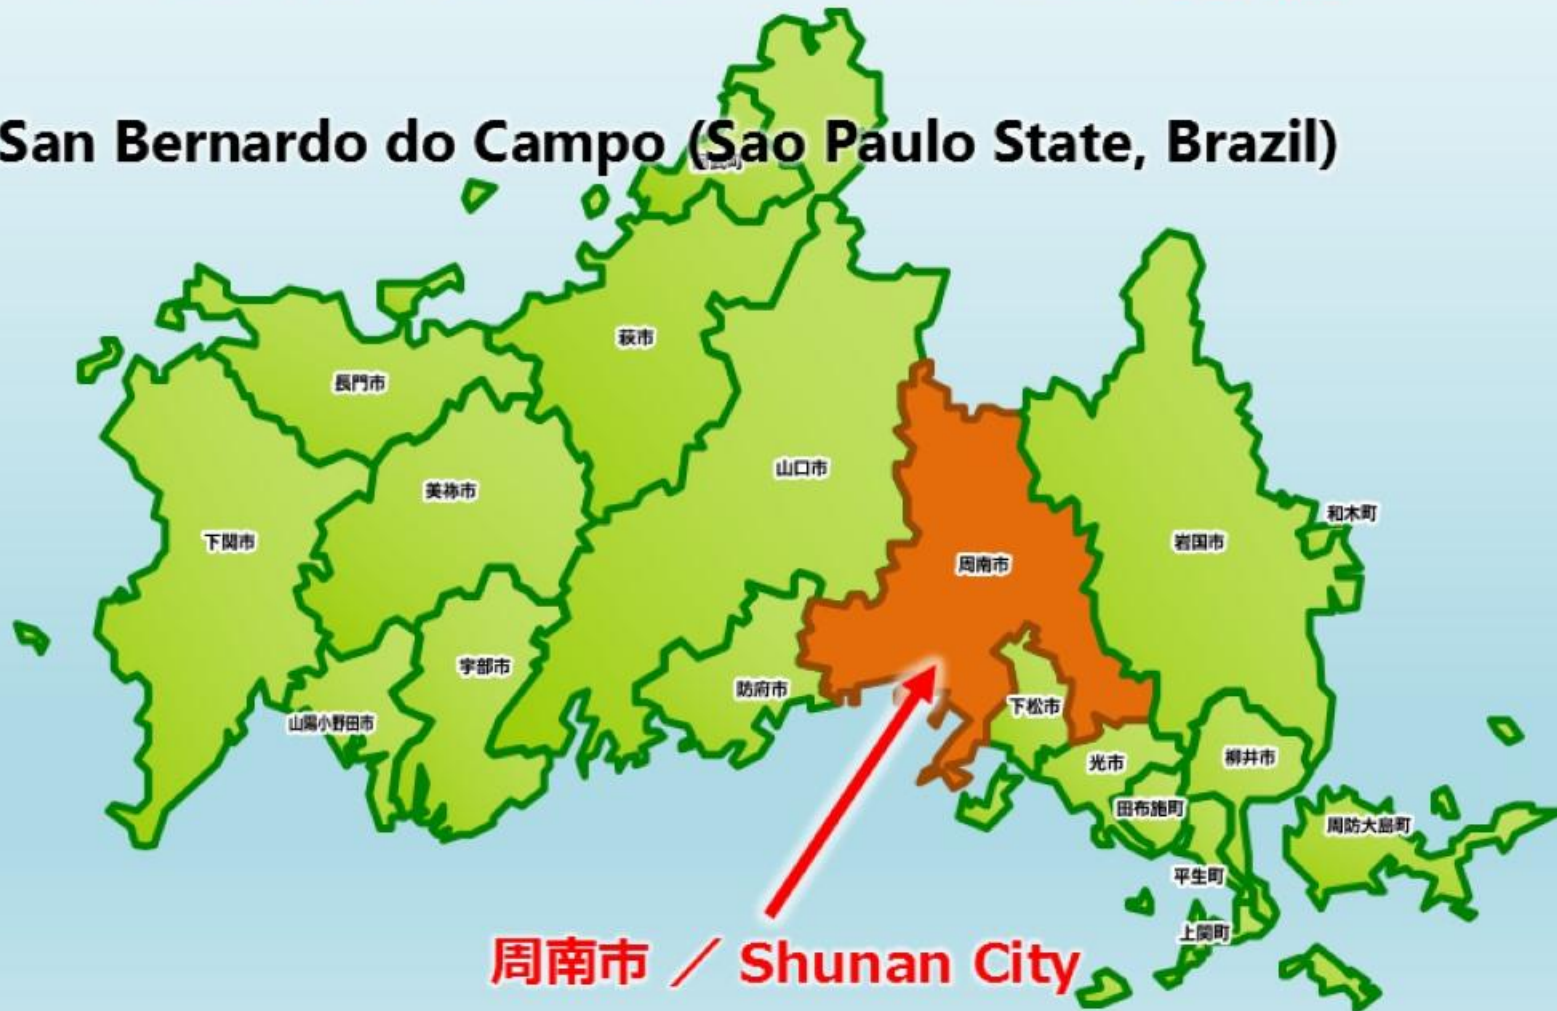 San Bernardo do Campo (Sao Paulo State, Brazil)
萩市
長門市
山口市
美祢市
和木町
下関市
岩国市
周南市
宇部市
防府市
下松市
山陽小野田市
柳井市
光市
田布施町
周防大島町
平生町
上関町
周南市 ／ Shunan City